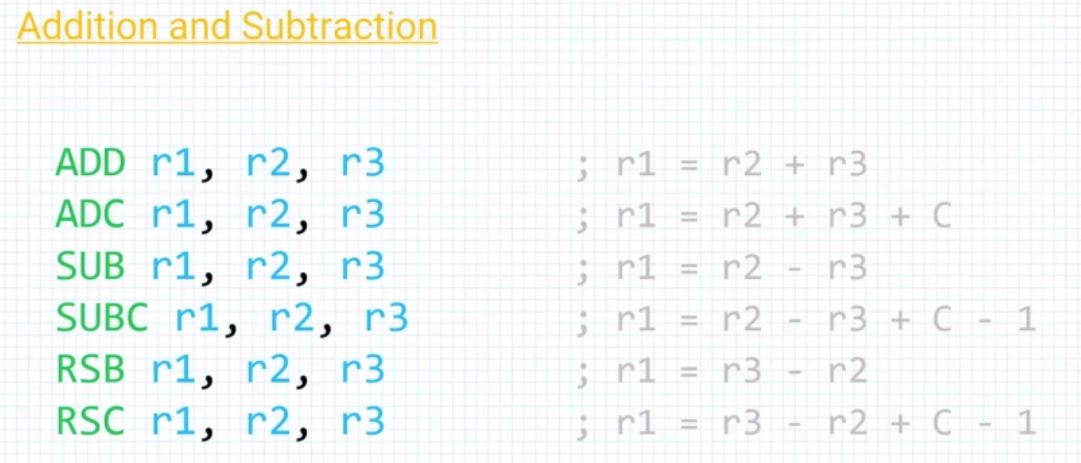 Addition and Subtraction
ADD r1, r2, r3 ; r1 = r2 + r3
ADC r1, r2, r3 ; r1 = r2 + r3 + C
SUB r1, r2, r3 ; r1 = r2 - r3
SUBC r1, r2, r3 ; r1 = r2 - r3 + C - 1
RSB r1, r2, r3 ; r1 = r3 - r2
RSC r1, r2, r3 ; r1 = r3 - r2 + C - 1